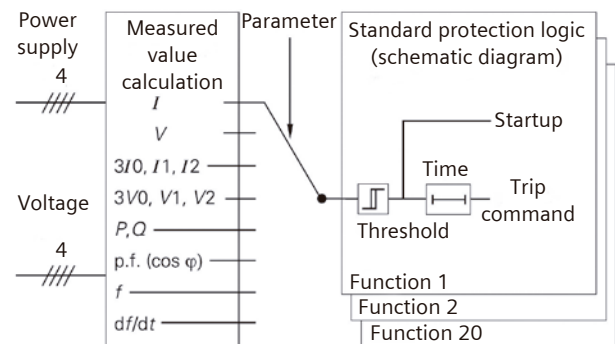 Power
supply
4
Voltage
4
Measured
value
calculation
I
V
3I0, I1, I2
3V0, V1, V2
P,Q
p.f. (cos φ)
f
df/dt
Parameter
Standard protection logic
(schematic diagram)
Startup
Time
Trip
command
Threshold
Function 1
Function 2
Function 20